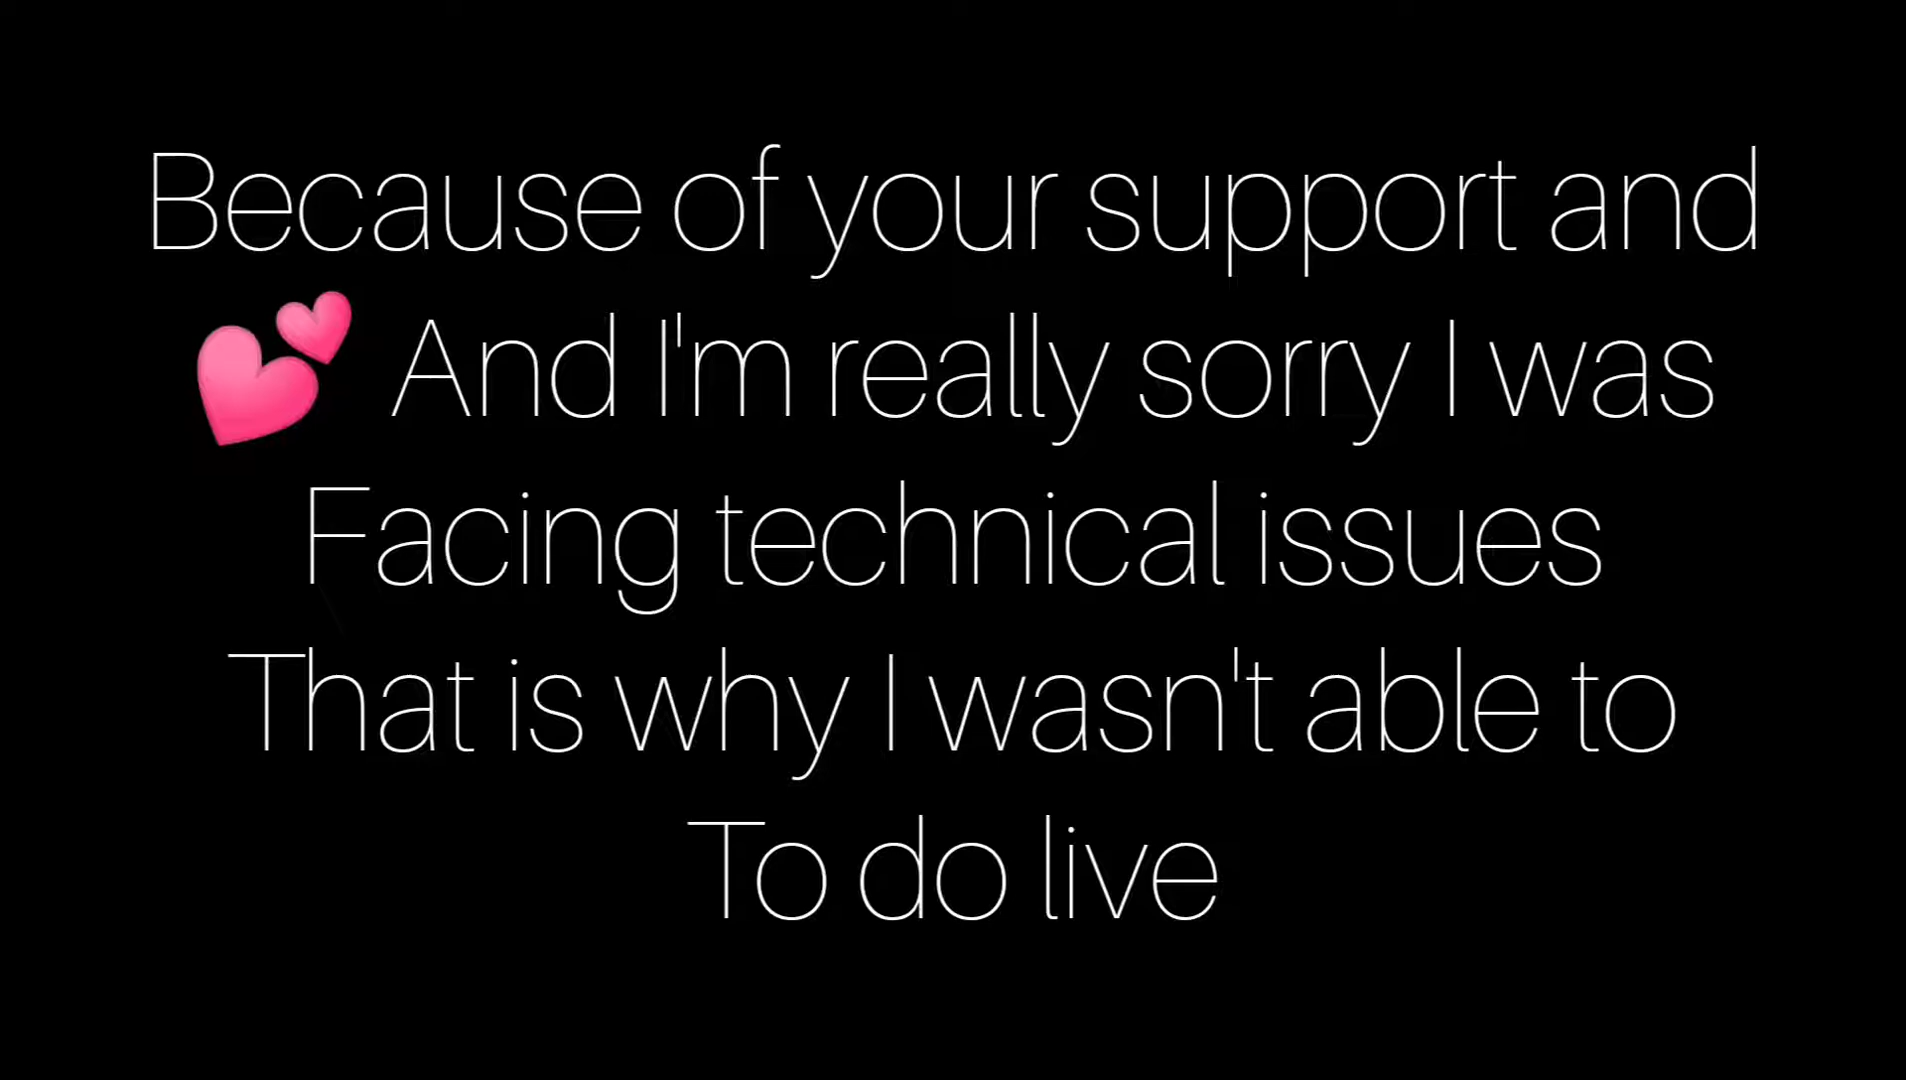 Because of your support and
💕 And I'm really sorry I was
Facing technical issues
That is why I wasn't able to
To do live